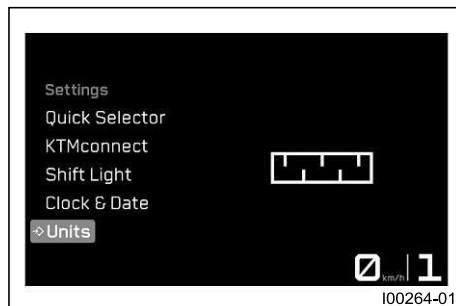 Settings
Quick Selector
KTMconnect
Shift Light
Clock & Date
Units
0 km/h 1
I00264-01